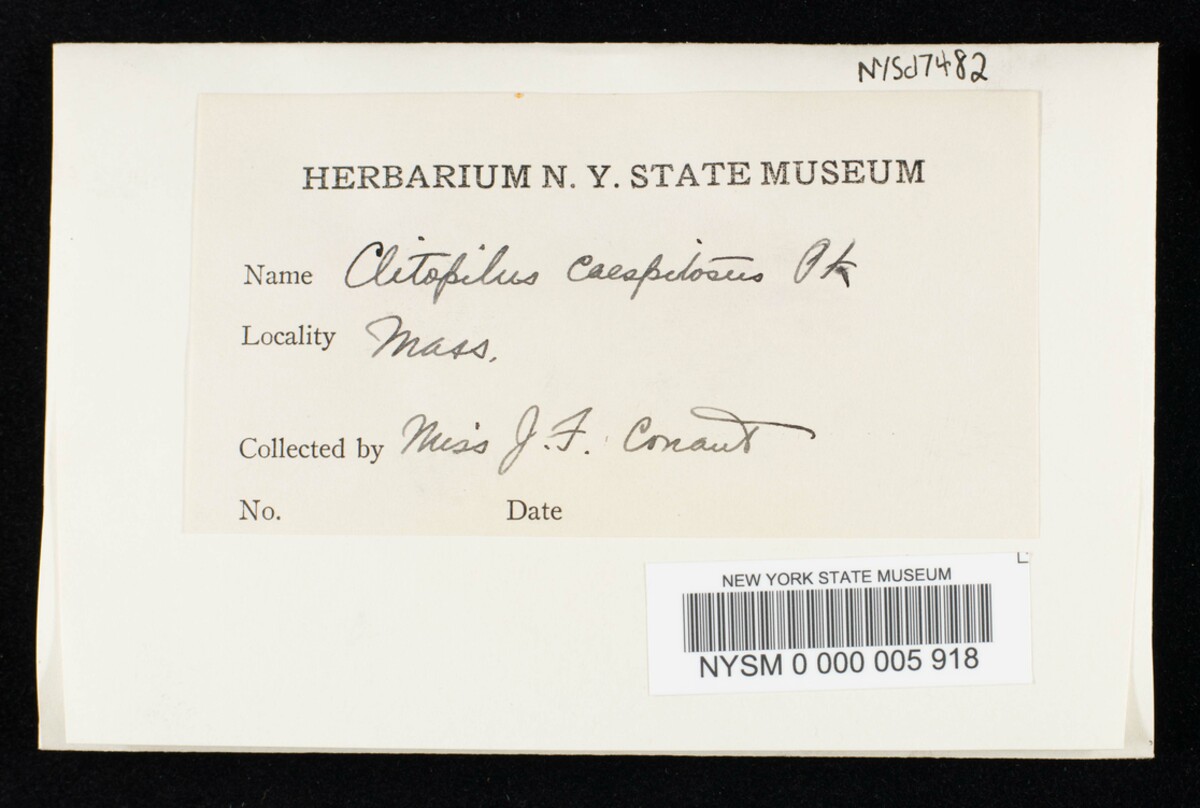 NYSd7482
HERBARIUM N. Y. STATE MUSEUM
Name Clitopilus caespitosus Pk
Locality Mass.
Collected by Miss J. F. Conant
No. Date
NEW YORK STATE MUSEUM
NYSM 0 000 005 918